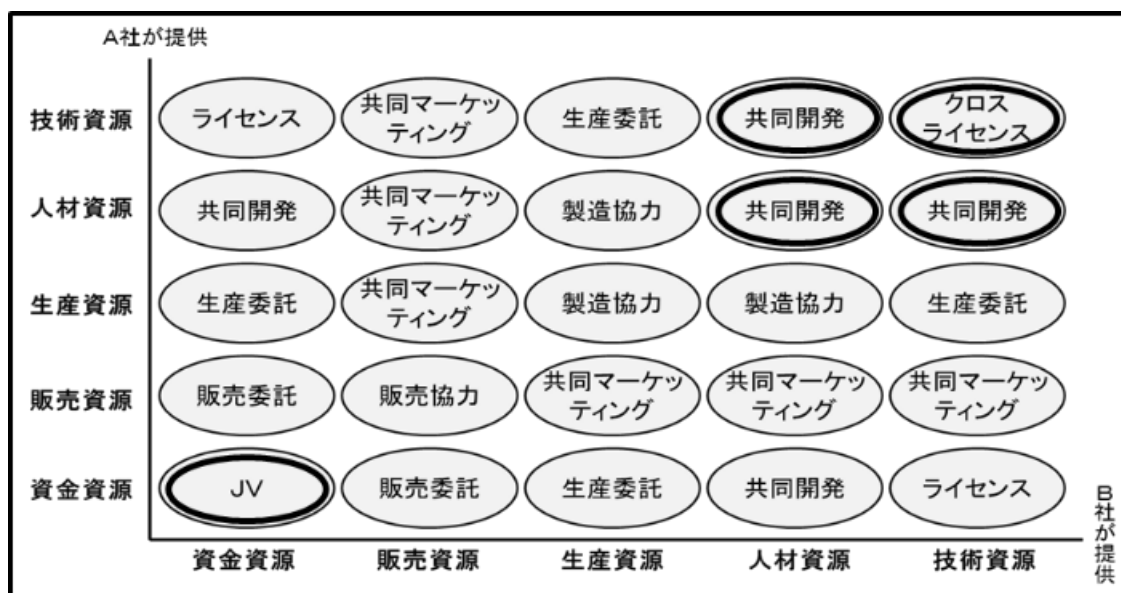 A社が提供
技術資源
ライセンス
共同マーケッ
ティング
生産委託
共同開発
クロス
ライセンス
人材資源
共同開発
共同マーケッ
ティング
製造協力
共同開発
共同開発
生産資源
生産委託
共同マーケッ
ティング
製造協力
製造協力
生産委託
販売資源
販売委託
販売協力
共同マーケッ
ティング
共同マーケッ
ティング
共同マーケッ
ティング
資金資源
JV
販売委託
生産委託
共同開発
ライセンス
資金資源
販売資源
生産資源
人材資源
技術資源
B社が提供